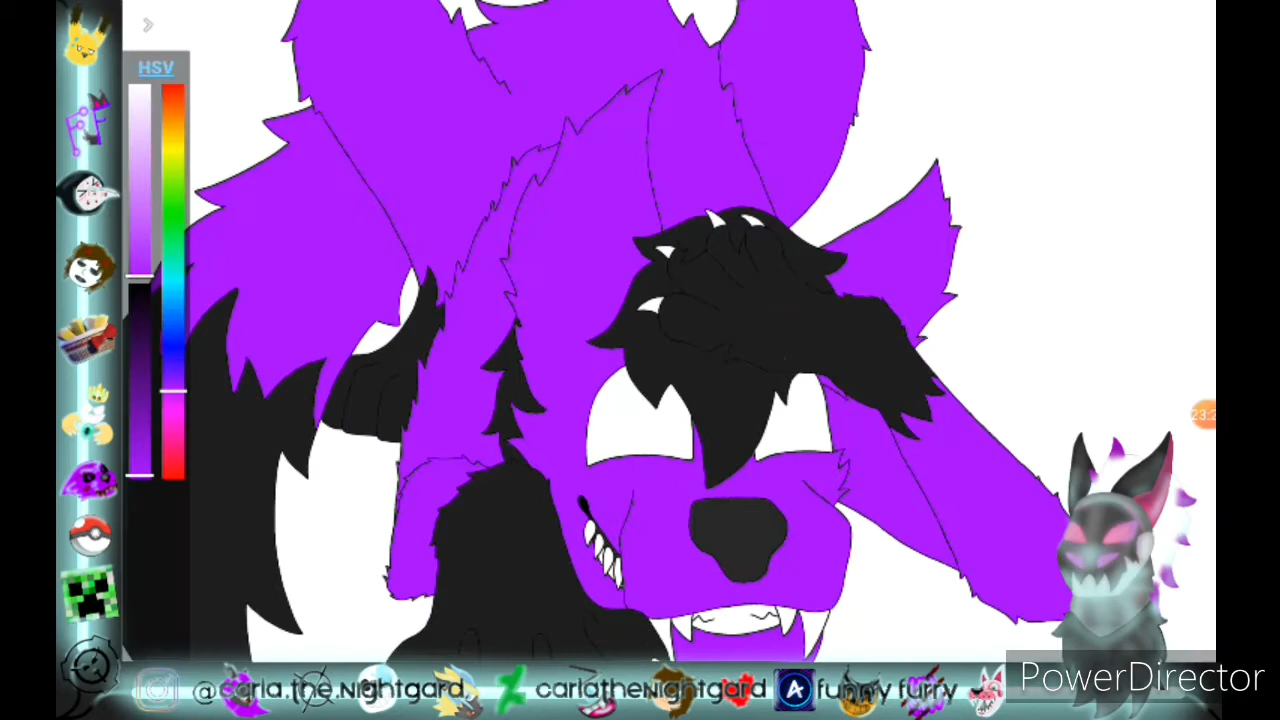 HSV
@carla.the.nightgard
carlathenightgard
funny furry
PowerDirector